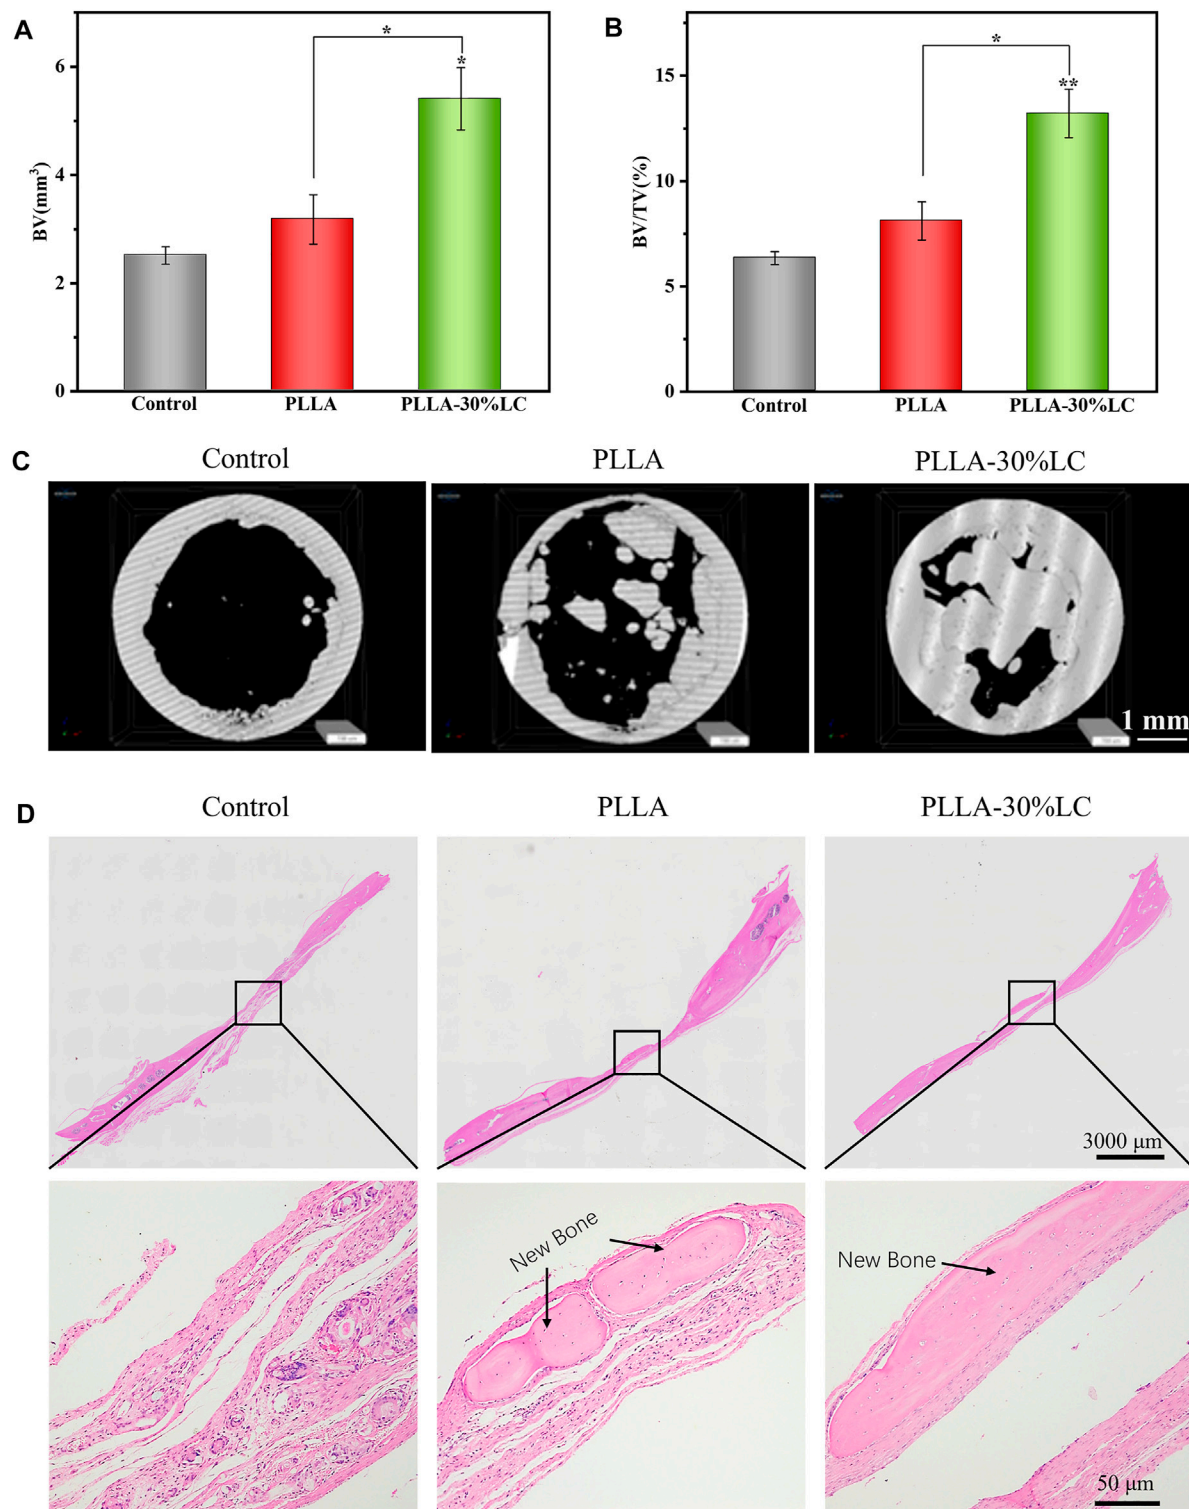 A
B
*
*
*
**
6
4
2
0
BV(mm³)
Control
PLLA
PLLA-30%LC
15
10
5
0
BV/TV(%)
Control
PLLA
PLLA-30%LC
C
Control
PLLA
PLLA-30%LC
1 mm
D
Control
PLLA
PLLA-30%LC
3000 μm
New Bone
New Bone
50 μm